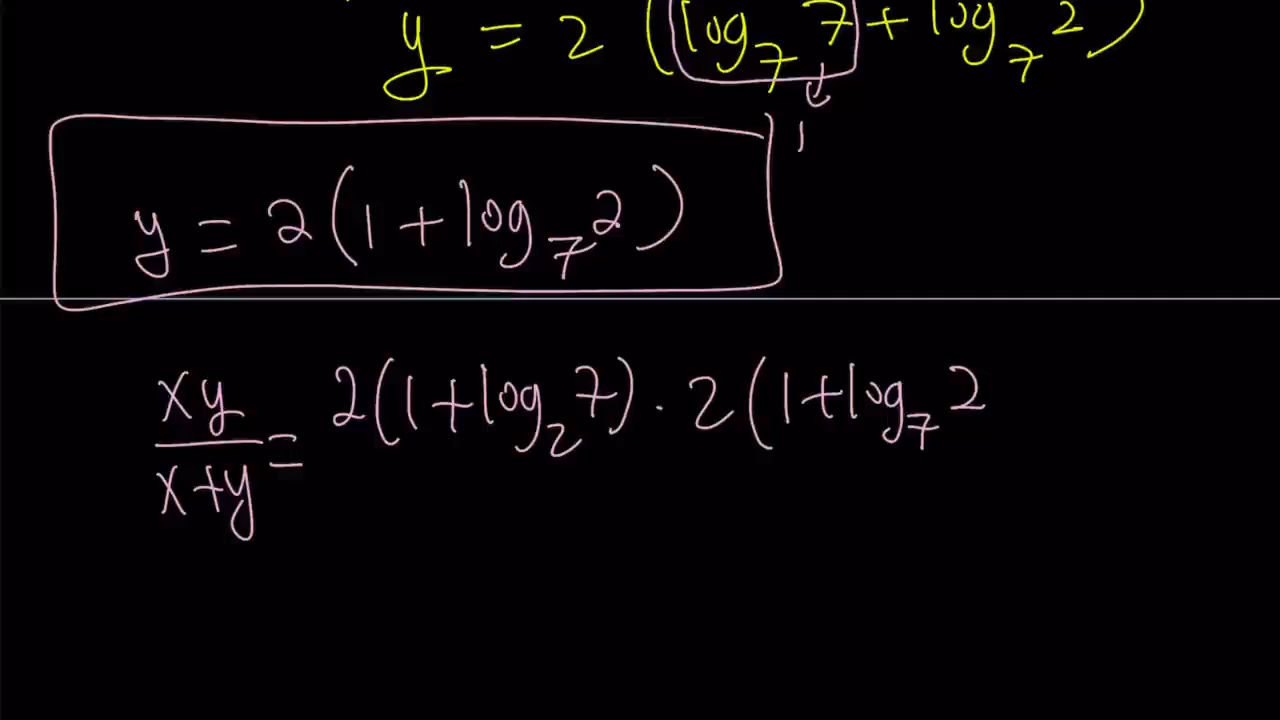 y = 2 (log₇ 7 + log₇ 2)
1
y = 2 (1 + log₇ 2)
xy/x+y = 2(1 + log₂ 7) · 2 (1 + log₇ 2